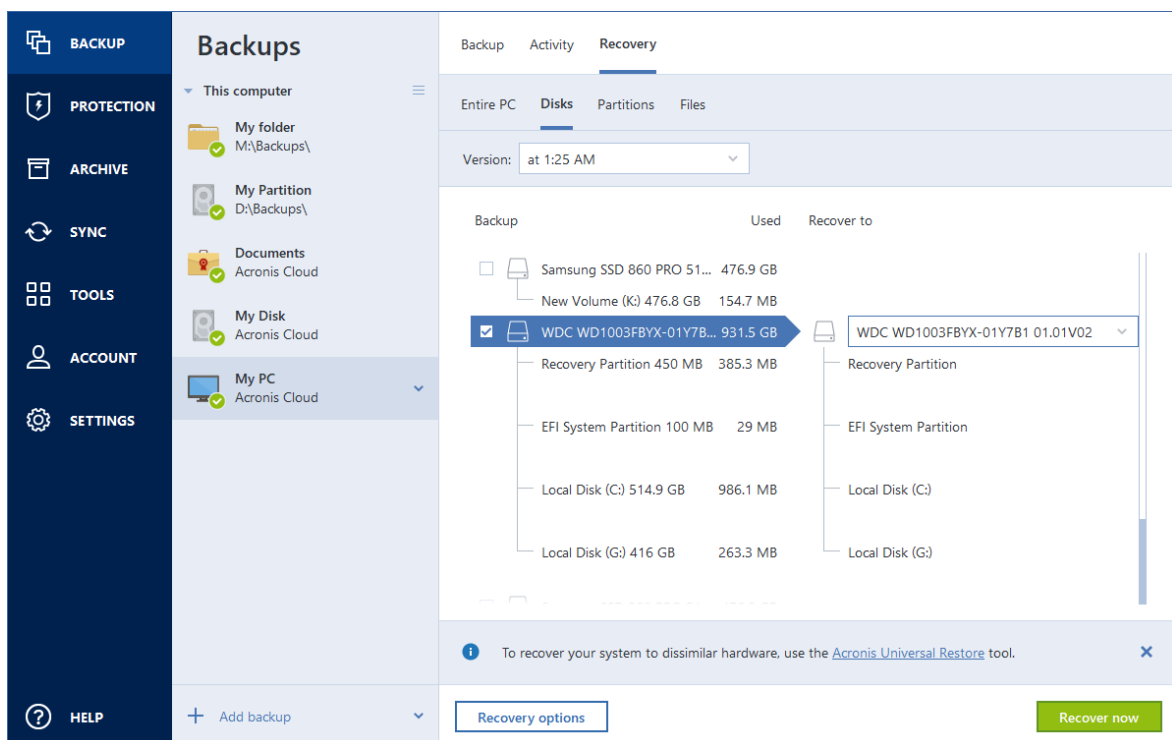 BACKUP
PROTECTION
ARCHIVE
SYNC
TOOLS
ACCOUNT
SETTINGS
HELP
Backups
This computer
My folder
M:\Backups\
My Partition
D:\Backups\
Documents
Acronis Cloud
My Disk
Acronis Cloud
My PC
Acronis Cloud
Add backup
Backup Activity Recovery
Entire PC Disks Partitions Files
Version: at 1:25 AM
Backup Used Recover to
Samsung SSD 860 PRO 51... 476.9 GB
New Volume (K:) 476.8 GB 154.7 MB
WDC WD1003FBYX-01Y7B... 931.5 GB WDC WD1003FBYX-01Y7B1 01.01V02
Recovery Partition 450 MB 385.3 MB Recovery Partition
EFI System Partition 100 MB 29 MB EFI System Partition
Local Disk (C:) 514.9 GB 986.1 MB Local Disk (C:)
Local Disk (G:) 416 GB 263.3 MB Local Disk (G:)
To recover your system to dissimilar hardware, use the Acronis Universal Restore tool.
Recovery options Recover now